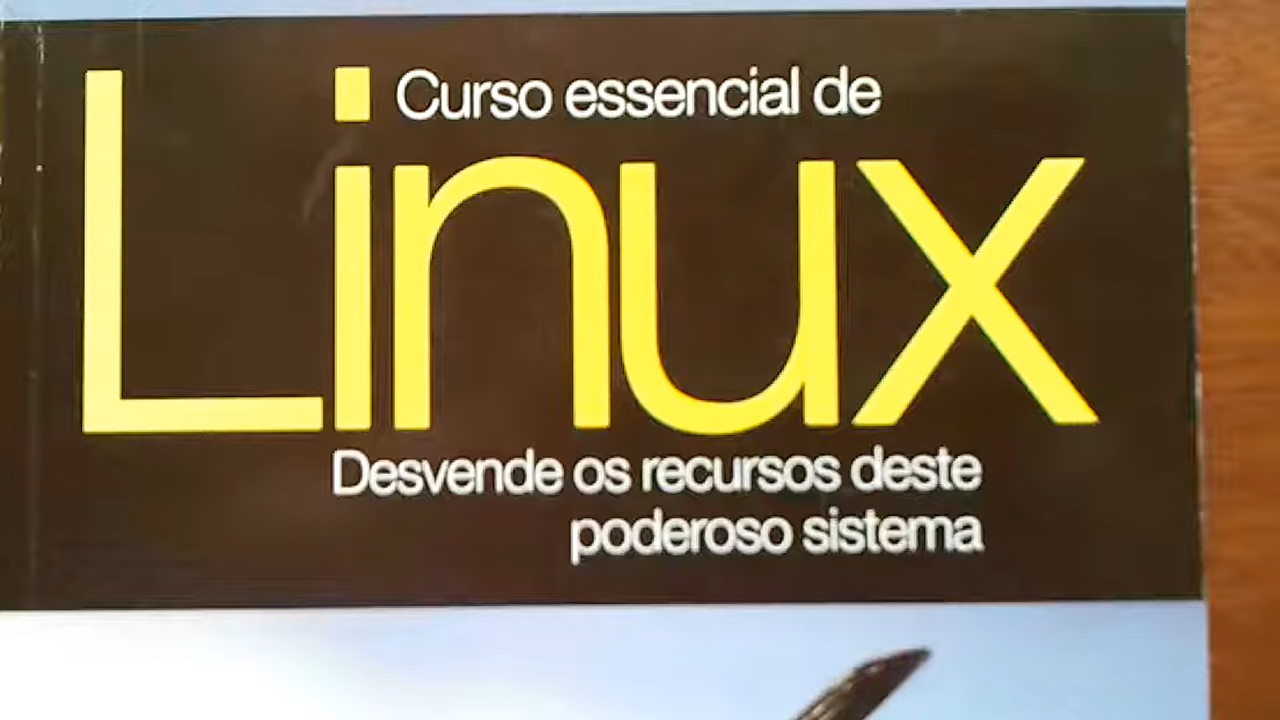 Curso essencial de
Linux
Desvende os recursos deste
poderoso sistema